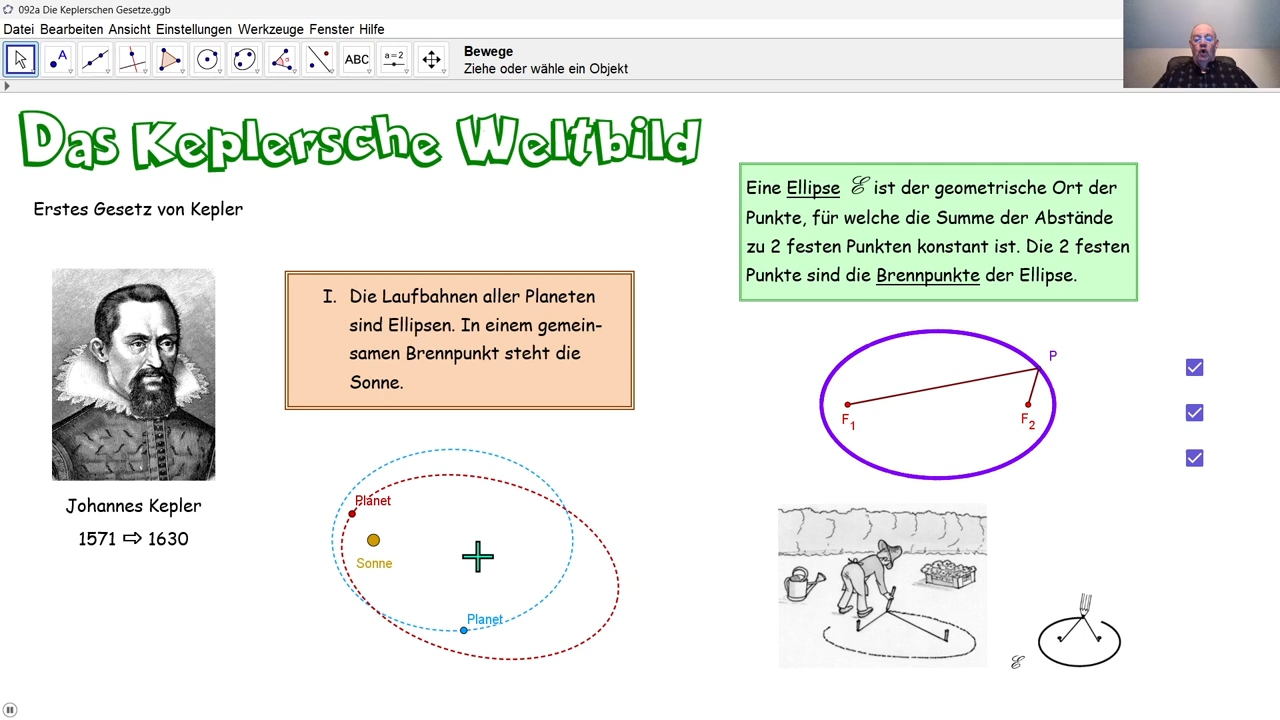 092a Die Keplerschen Gesetze.ggb
Datei Bearbeiten Ansicht Einstellungen Werkzeuge Fenster Hilfe
A
α
ABC
a=2
Bewege
Ziehe oder wähle ein Objekt
Das Keplersche Weltbild
Erstes Gesetz von Kepler
I. Die Laufbahnen aller Planeten
sind Ellipsen. In einem gemein-
samen Brennpunkt steht die
Sonne.
Johannes Kepler
1571 ⇨ 1630
Planet
Sonne
Planet
Eine Ellipse ℰ ist der geometrische Ort der
Punkte, für welche die Summe der Abstände
zu 2 festen Punkten konstant ist. Die 2 festen
Punkte sind die Brennpunkte der Ellipse.
P
F1
F2
ℰ